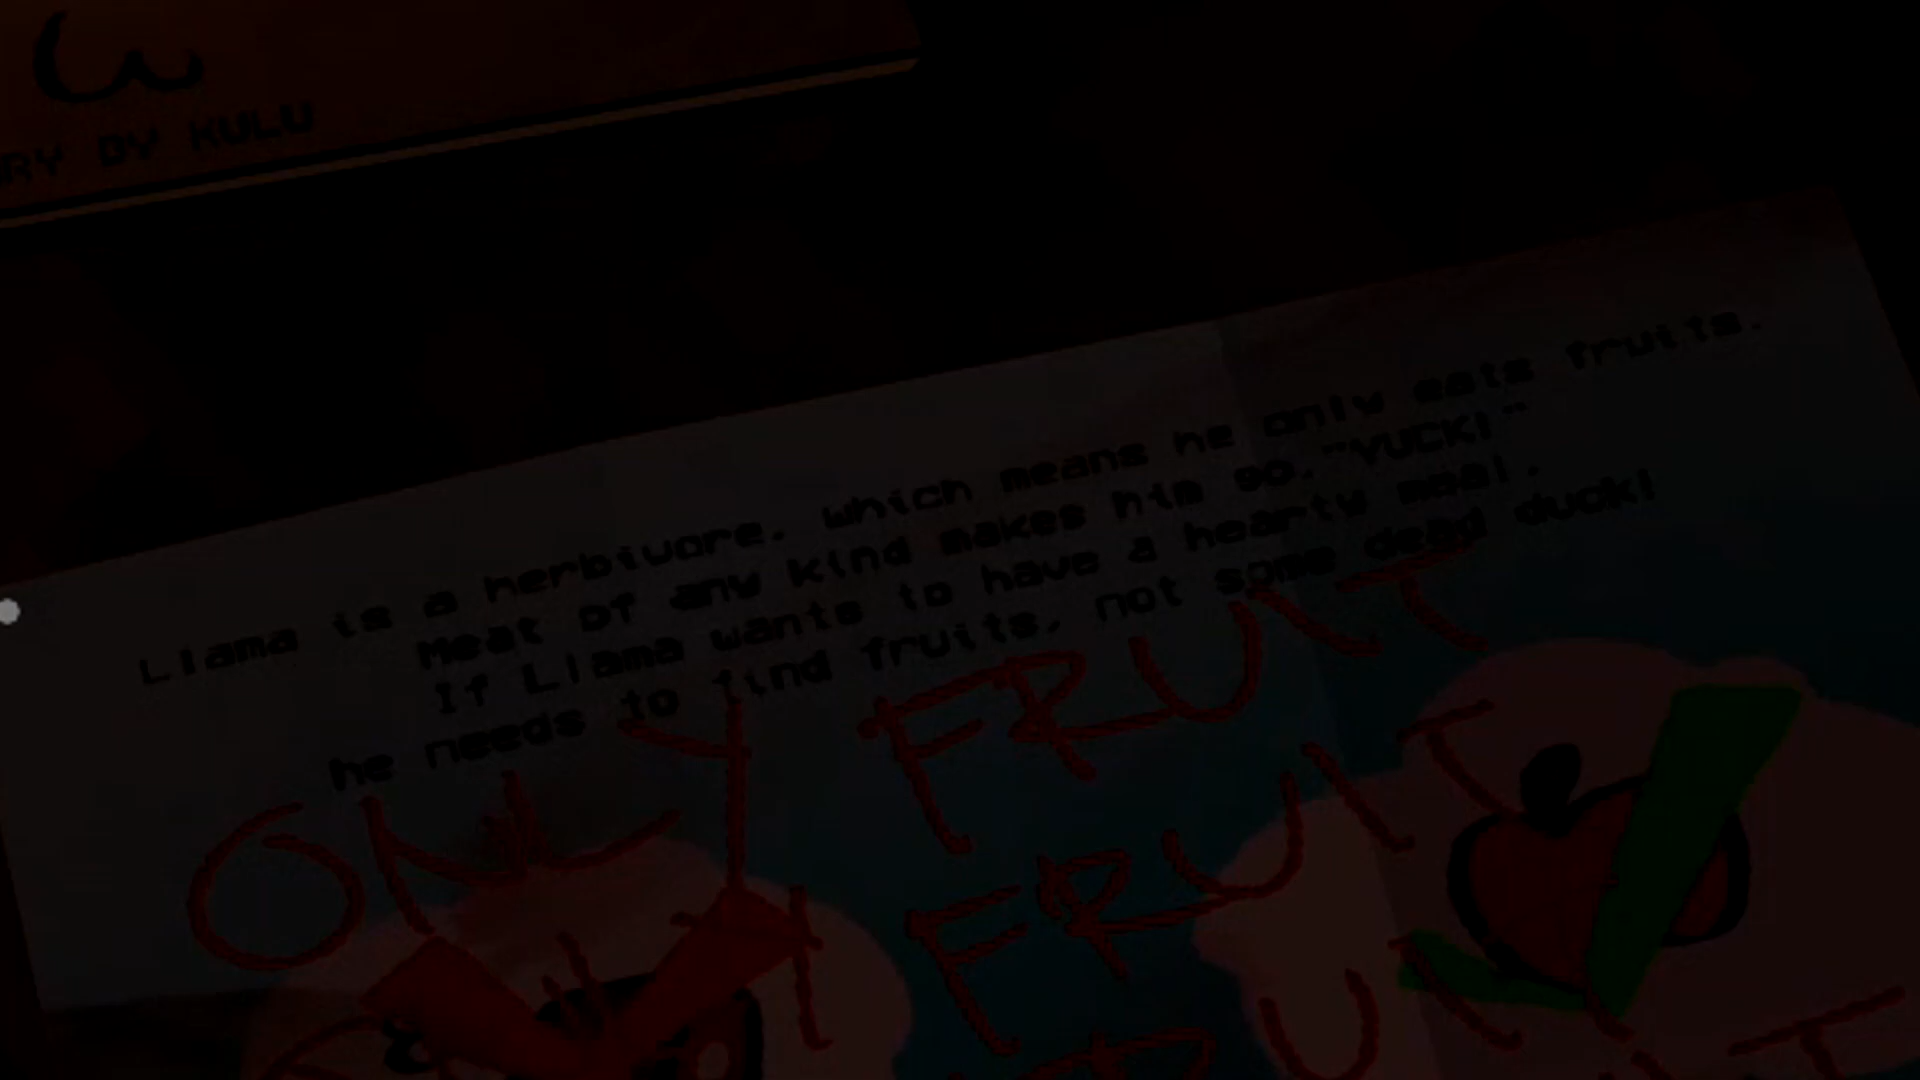 RY BY KULU
Llama is a herbivore. Which means he only eats fruits.
Meat of any kind makes him go."YUCK!"
If Llama wants to have a hearty meal.
he needs to find fruits, not some dead duck!
ONLY FRUIT
FRUIT